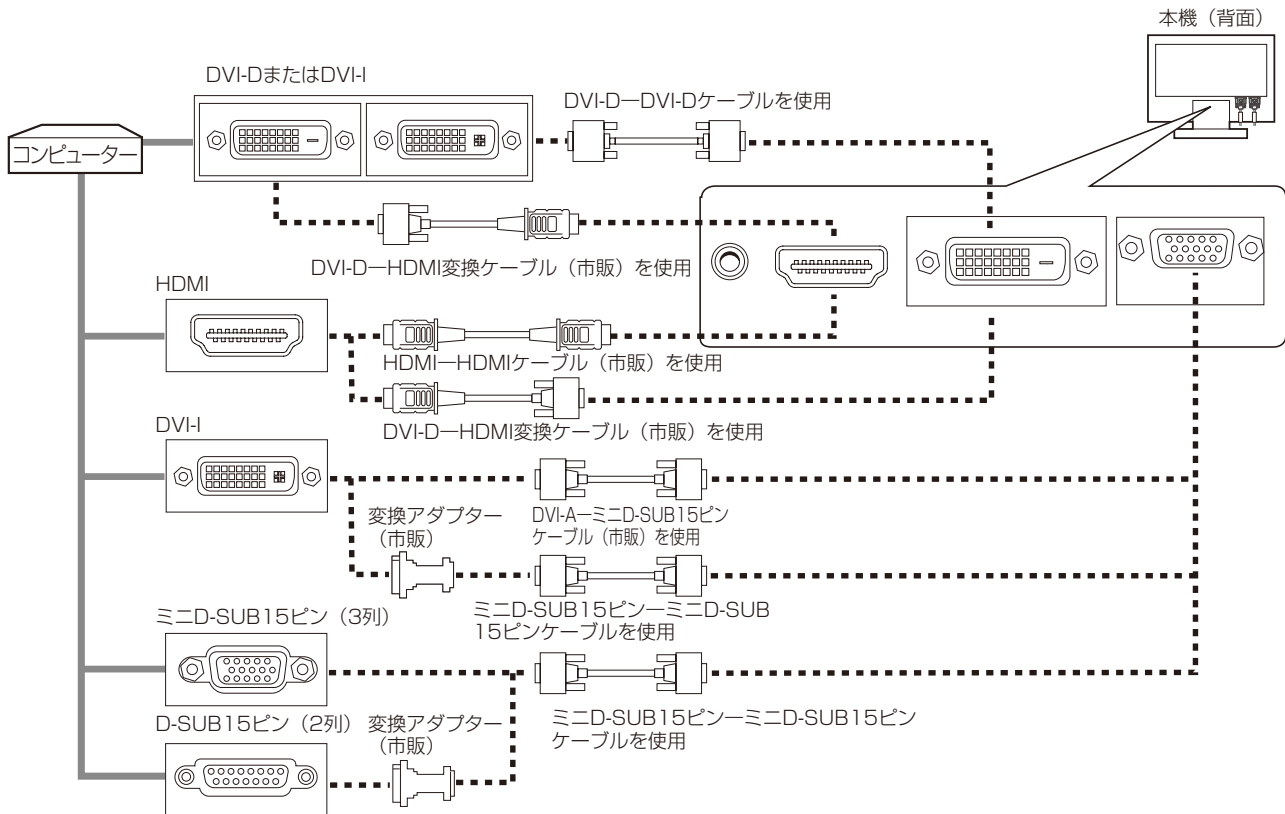 本機（背面）
DVI-DまたはDVI-I
DVI-D—DVI-Dケーブルを使用
コンピューター
DVI-D—HDMI変換ケーブル（市販）を使用
HDMI
HDMI—HDMIケーブル（市販）を使用
DVI-D—HDMI変換ケーブル（市販）を使用
DVI-I
変換アダプター
（市販）
DVI-A—ミニD-SUB15ピン
ケーブル（市販）を使用
ミニD-SUB15ピン—ミニD-SUB
15ピンケーブルを使用
ミニD-SUB15ピン（3列）
D-SUB15ピン（2列）
変換アダプター
（市販）
ミニD-SUB15ピン—ミニD-SUB15ピン
ケーブルを使用